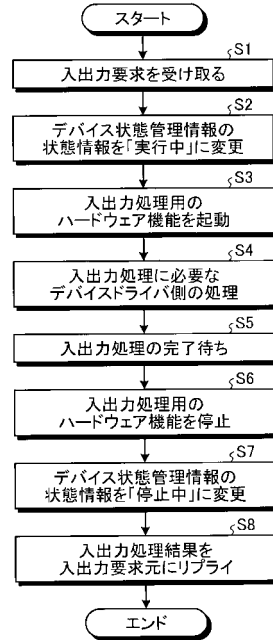 スタート
S1
入出力要求を受け取る
S2
デバイス状態管理情報の
状態情報を「実行中」に変更
S3
入出力処理用の
ハードウェア機能を起動
S4
入出力処理に必要な
デバイスドライバ側の処理
S5
入出力処理の完了待ち
S6
入出力処理用の
ハードウェア機能を停止
S7
デバイス状態管理情報の
状態情報を「停止中」に変更
S8
入出力処理結果を
入出力要求元にリプライ
エンド